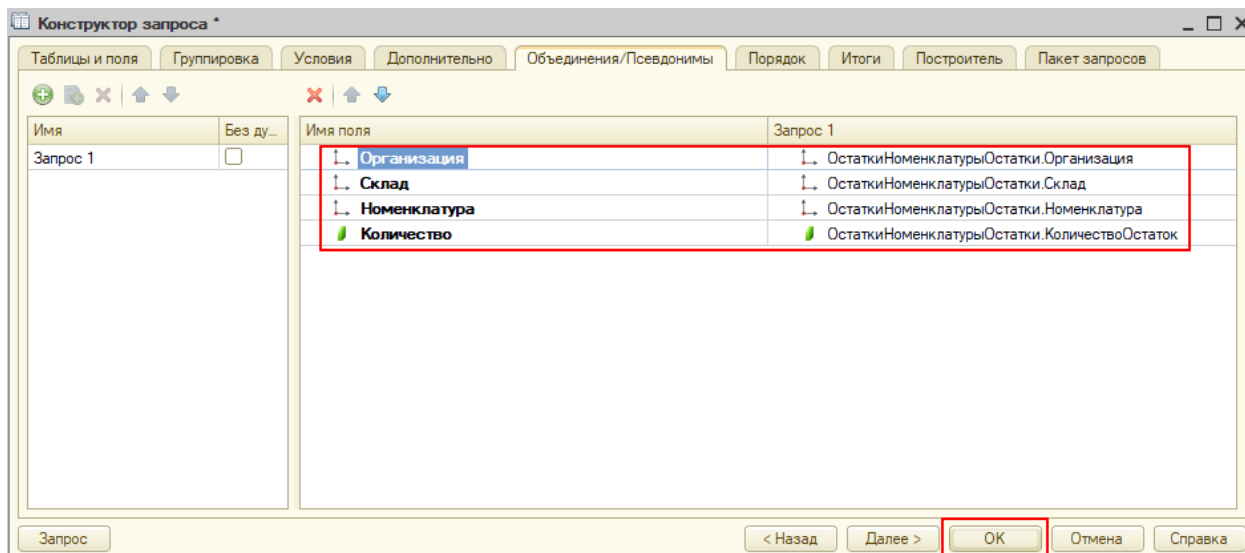 Конструктор запроса *
Таблицы и поля Группировка Условия Дополнительно Объединения/Псевдонимы Порядок Итоги Построитель Пакет запросов
Имя Без ду... Имя поля Запрос 1
Запрос 1 Организация ОстаткиНоменклатурыОстатки.Организация
Склад ОстаткиНоменклатурыОстатки.Склад
Номенклатура ОстаткиНоменклатурыОстатки.Номенклатура
Количество ОстаткиНоменклатурыОстатки.КоличествоОстаток
Запрос < Назад Далее > OK Отмена Справка